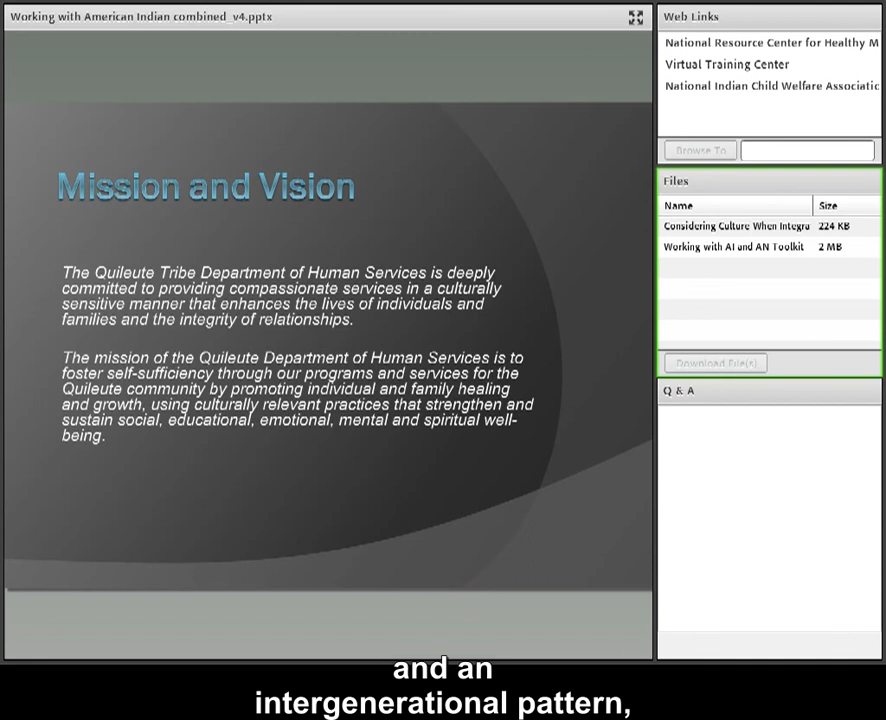 Working with American Indian combined_v4.pptx
Mission and Vision
The Quileute Tribe Department of Human Services is deeply
committed to providing compassionate services in a culturally
sensitive manner that enhances the lives of individuals and
families and the integrity of relationships.
The mission of the Quileute Department of Human Services is to
foster self-sufficiency through our programs and services for the
Quileute community by promoting individual and family healing
and growth, using culturally relevant practices that strengthen and
sustain social, educational, emotional, mental and spiritual well-
being.
Web Links
National Resource Center for Healthy M
Virtual Training Center
National Indian Child Welfare Associatic
Browse To
Files
Name Size
Considering Culture When Integra 224 KB
Working with AI and AN Toolkit 2 MB
Download File(s)
Q & A
and an
intergenerational pattern,